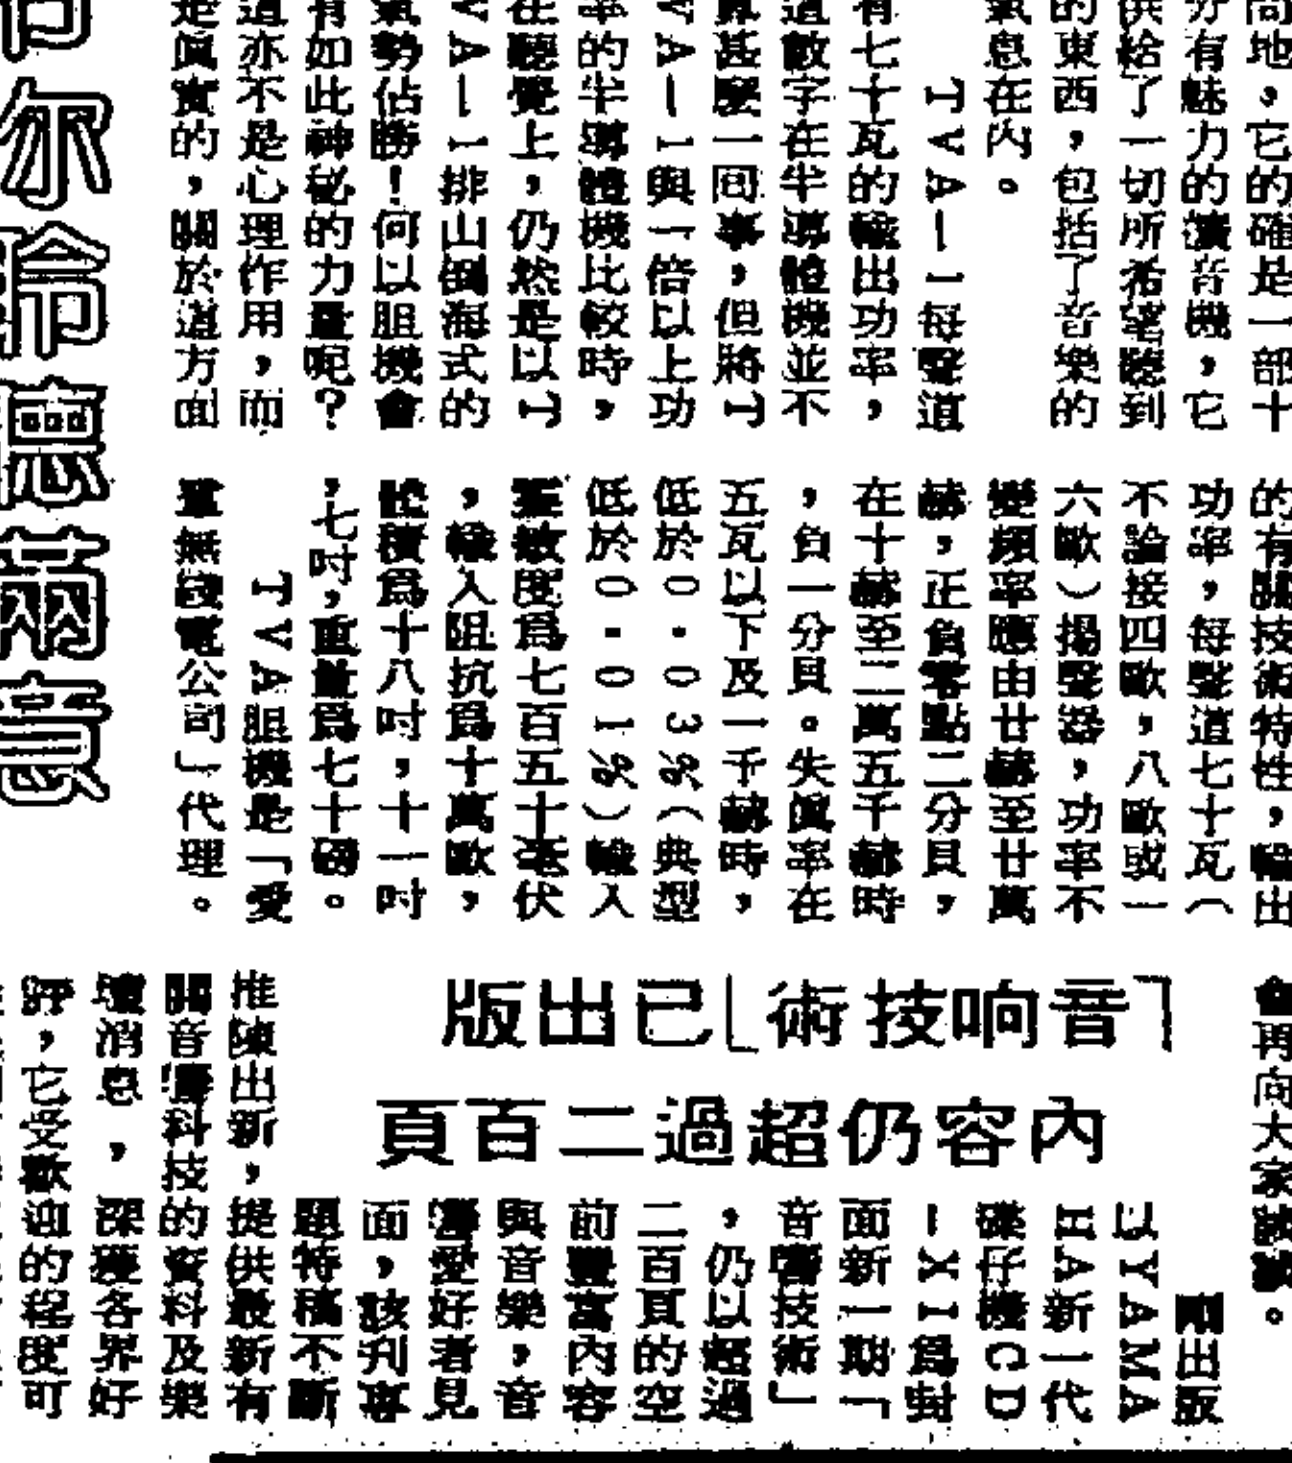 尚地，它的確是一部十
分有魅力的擴音機，它
供給了一切所希望聽到
的東西，包括了音樂的
氣息在內。
TVA－1每聲道
有七十瓦的輸出功率，
這數字在半導體機並不
算甚麼一回事，但將T
VA－1與一倍以上功
率的半導體機比較時，
在聽覺上，仍然是以T
VA－1排山倒海式的
氣勢佔勝！何以胆機會
有如此神秘的力量呢？
道亦不是心理作用，而
是眞實的，關於這方面
的有關技術特性，輸出
功率，每聲道七十瓦（
不論接四歐，八歐或一
六歐）揚聲器，功率不
變頻率應由廿赫至廿萬
赫，正負零點二分貝，
在十赫至二萬五千赫時
，負一分貝。失眞率在
五瓦以下及一千赫時，
低於0.03%（典型
低於0.01%）輸入
靈敏度爲七百五十毫伏
，輸入阻抗爲十萬歐，
體積爲十八吋，十一吋
，七吋，重量爲七十磅。
TVA胆機是「愛
華無綫電公司」代理。
尔聆聽滿意
會再向大家談談。
「音响技術」已出版
內容仍超過二百頁
剛出版
以YAMA
HA新一代
碟仔機CD
－X1爲封
面新一期「
音響技術」
，仍以超過
二百頁的空
前豐富內容
與音樂，音
響愛好者見
面，該刋專
題特稿不斷
推陳出新，提供最新有
關音響科技的資料及樂
壇消息，深獲各界好
評，它受歡迎的程度可